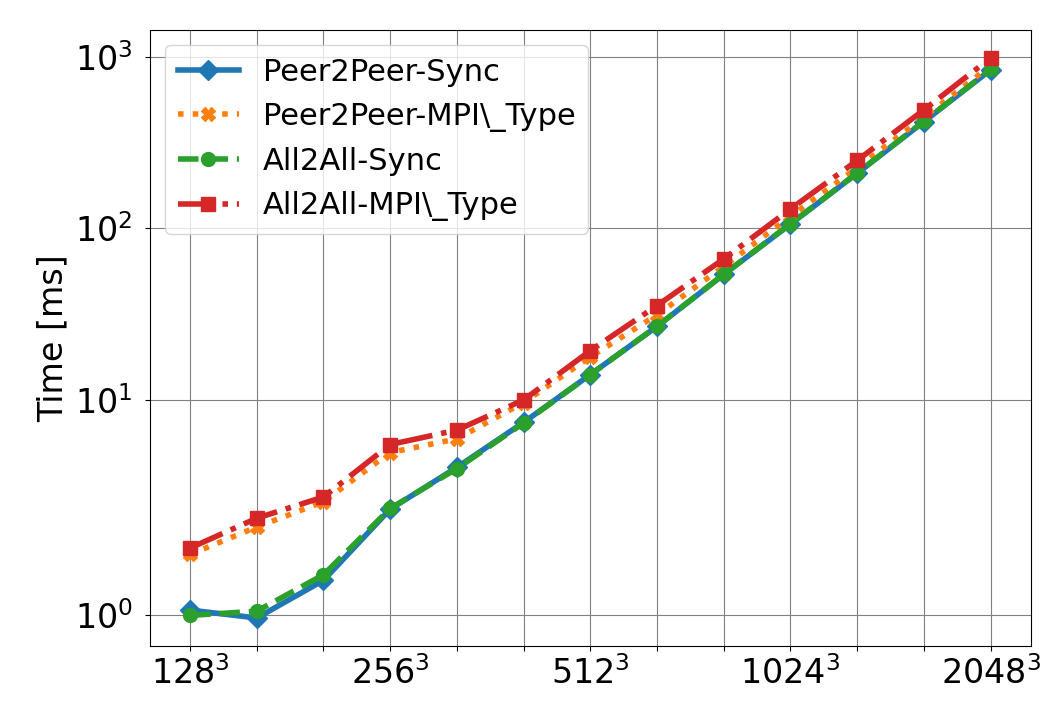 10³
10²
10¹
10⁰
Time [ms]
Peer2Peer-Sync
Peer2Peer-MPI\_Type
All2All-Sync
All2All-MPI\_Type
128³ 256³ 512³ 1024³ 2048³